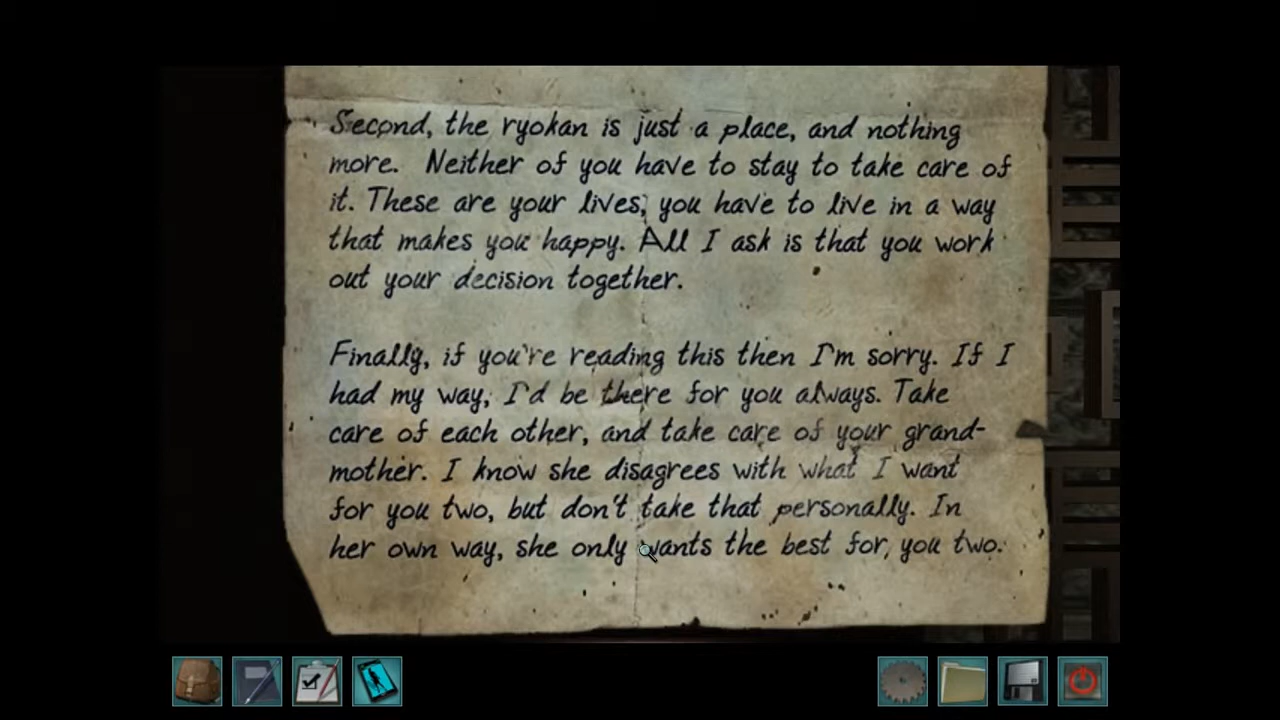 Second, the ryokan is just a place, and nothing
more. Neither of you have to stay to take care of
it. These are your lives, you have to live in a way
that makes you happy. All I ask is that you work
out your decision together.
Finally, if you're reading this then I'm sorry. If I
had my way, I'd be there for you always. Take
care of each other, and take care of your grand-
mother. I know she disagrees with what I want
for you two, but don't take that personally. In
her own way, she only wants the best for you two.